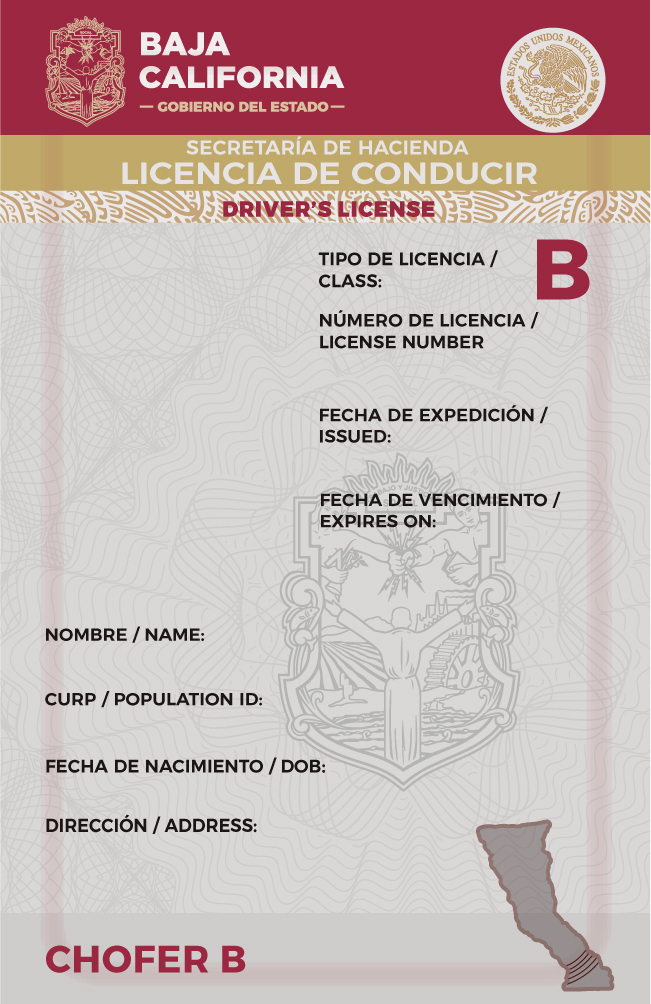 BAJA
CALIFORNIA
— GOBIERNO DEL ESTADO —
ESTADOS UNIDOS MEXICANOS
SECRETARÍA DE HACIENDA
LICENCIA DE CONDUCIR
DRIVER'S LICENSE
TIPO DE LICENCIA /
CLASS:
B
NÚMERO DE LICENCIA /
LICENSE NUMBER
FECHA DE EXPEDICIÓN /
ISSUED:
FECHA DE VENCIMIENTO /
EXPIRES ON:
NOMBRE / NAME:
CURP / POPULATION ID:
FECHA DE NACIMIENTO / DOB:
DIRECCIÓN / ADDRESS:
CHOFER B